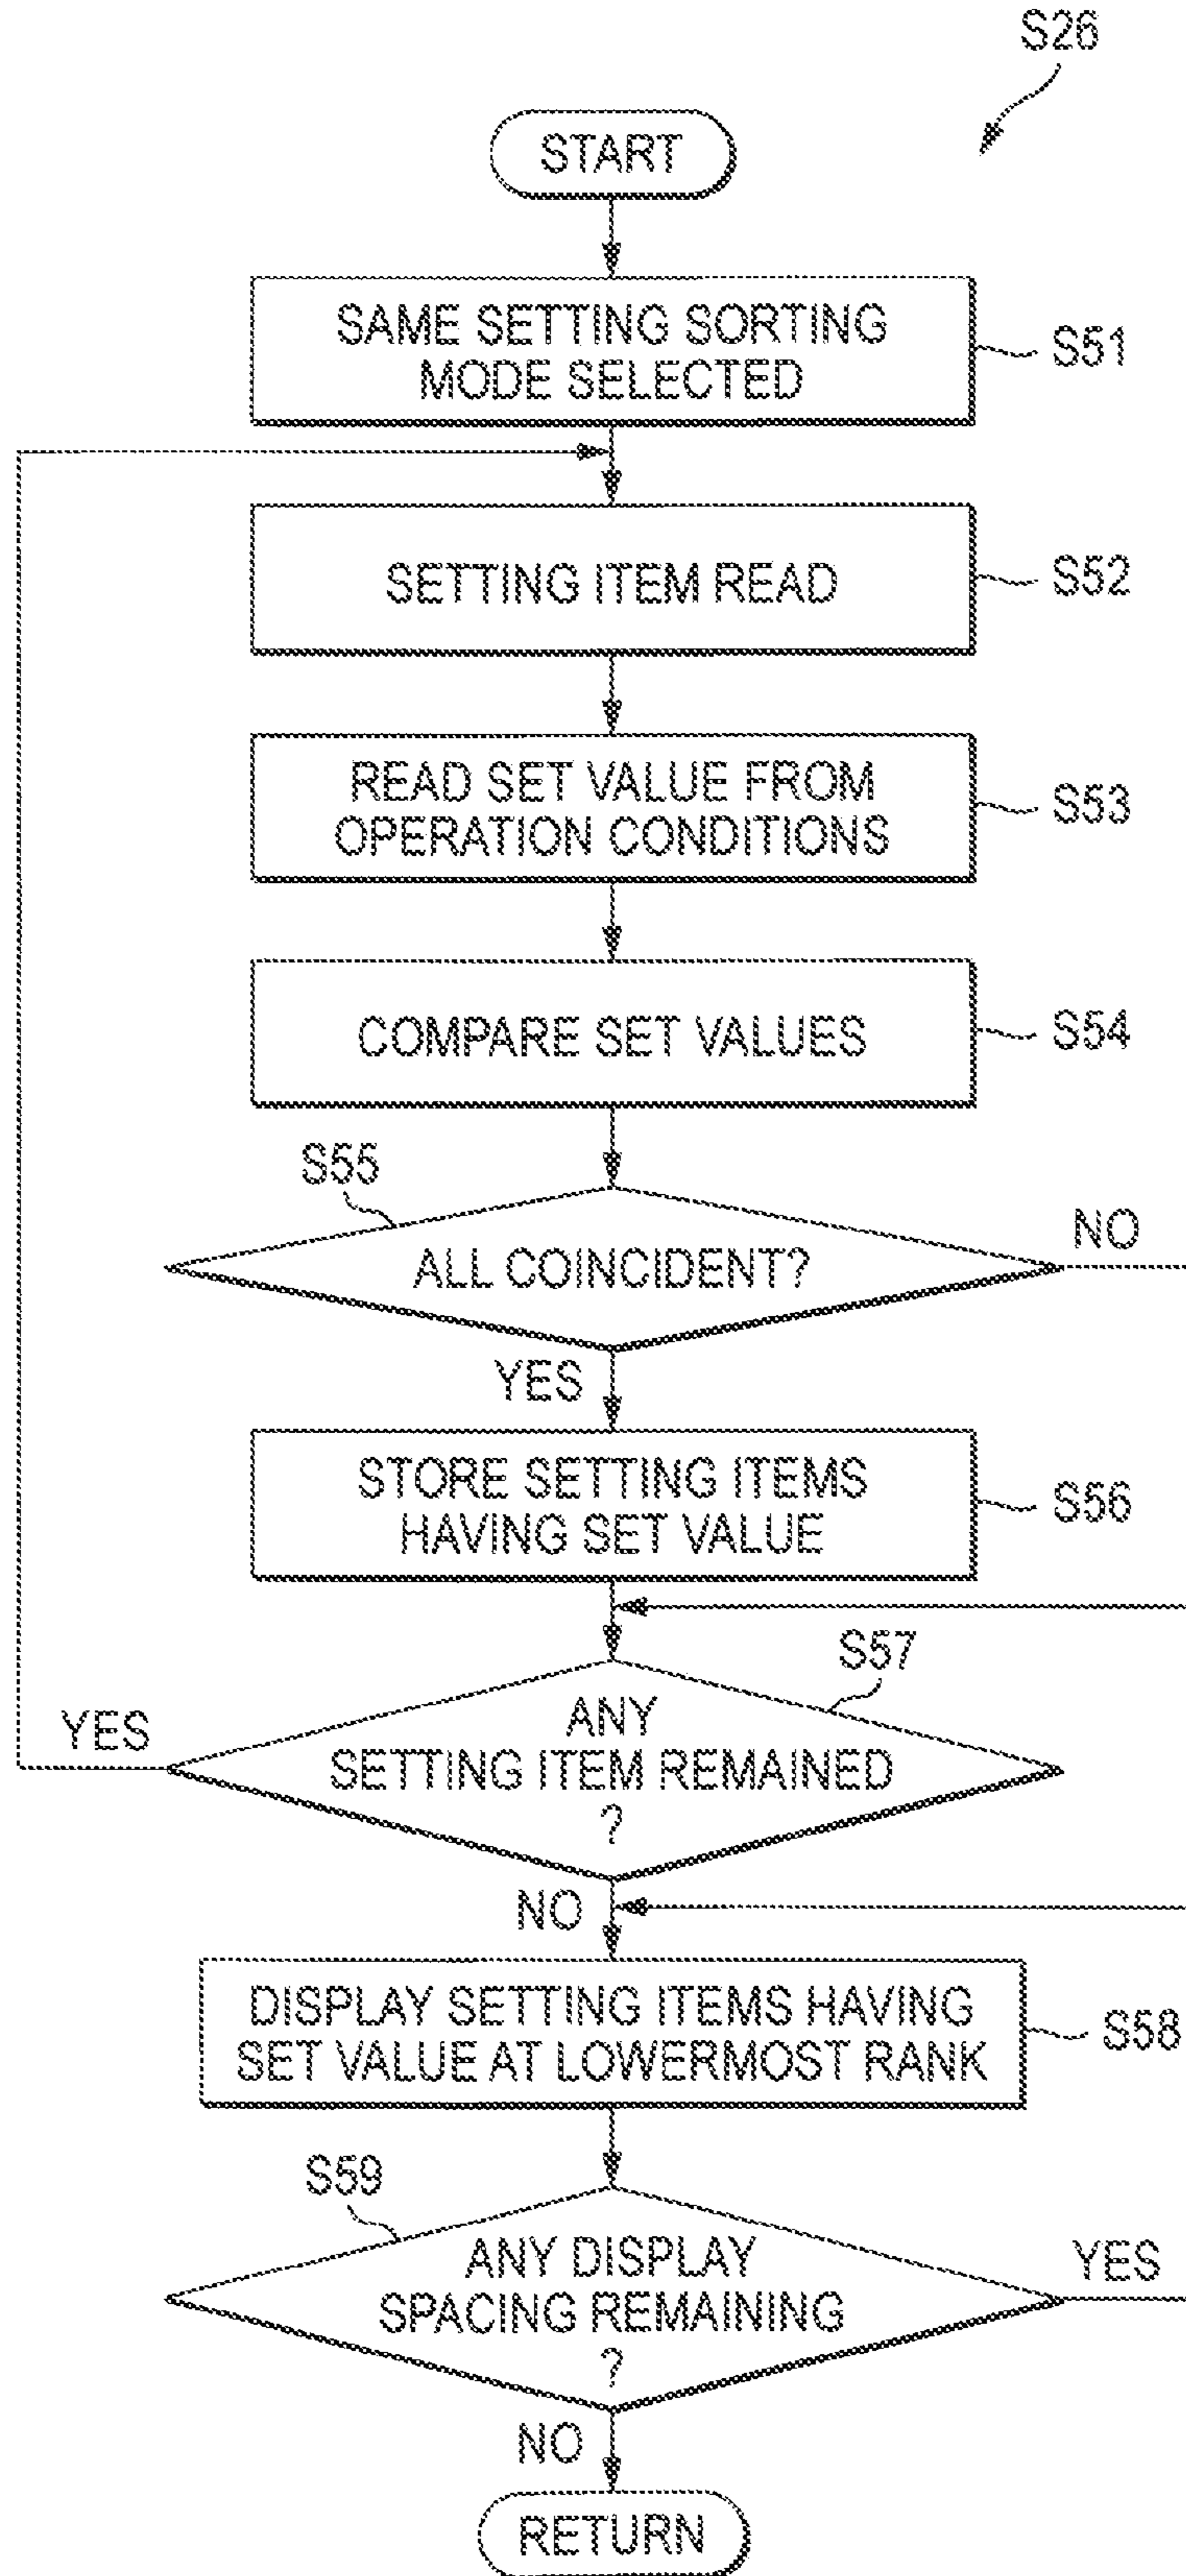 S26
START
SAME SETTING SORTING
MODE SELECTED
S51
SETTING ITEM READ
S52
READ SET VALUE FROM
OPERATION CONDITIONS
S53
COMPARE SET VALUES
S54
S55
ALL COINCIDENT?
NO
YES
STORE SETTING ITEMS
HAVING SET VALUE
S56
S57
YES
ANY
SETTING ITEM REMAINED
?
NO
DISPLAY SETTING ITEMS HAVING
SET VALUE AT LOWERMOST RANK
S58
S59
ANY DISPLAY
SPACING REMAINING
?
YES
NO
RETURN